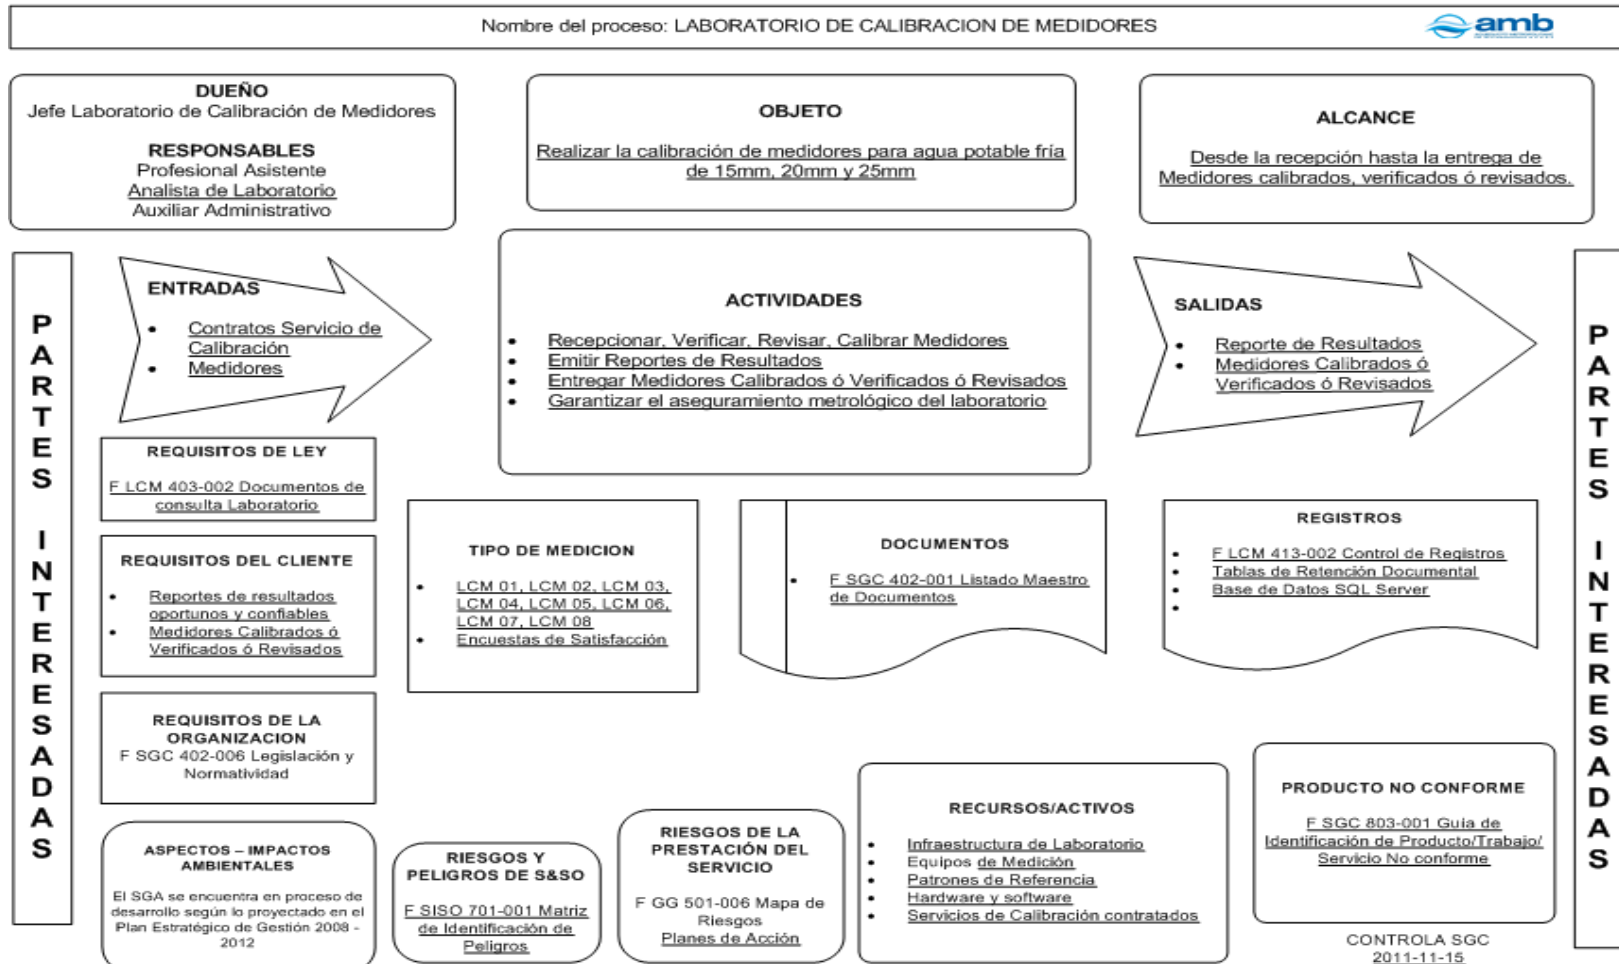 Nombre del proceso: LABORATORIO DE CALIBRACION DE MEDIDORES
amb
DUEÑO
Jefe Laboratorio de Calibración de Medidores
RESPONSABLES
Profesional Asistente
Analista de Laboratorio
Auxiliar Administrativo
OBJETO
Realizar la calibración de medidores para agua potable fría
de 15mm, 20mm y 25mm
ALCANCE
Desde la recepción hasta la entrega de
Medidores calibrados, verificados ó revisados.
PARTES INTERESADAS
ENTRADAS
• Contratos Servicio de
Calibración
• Medidores
ACTIVIDADES
• Recepcionar, Verificar, Revisar, Calibrar Medidores
• Emitir Reportes de Resultados
• Entregar Medidores Calibrados ó Verificados ó Revisados
• Garantizar el aseguramiento metrológico del laboratorio
SALIDAS
• Reporte de Resultados
• Medidores Calibrados ó
Verificados ó Revisados
PARTES INTERESADAS
REQUISITOS DE LEY
F LCM 403-002 Documentos de
consulta Laboratorio
REQUISITOS DEL CLIENTE
• Reportes de resultados
oportunos y confiables
• Medidores Calibrados ó
Verificados ó Revisados
REQUISITOS DE LA
ORGANIZACION
F SGC 402-006 Legislación y
Normatividad
TIPO DE MEDICION
• LCM 01, LCM 02, LCM 03,
LCM 04, LCM 05, LCM 06,
LCM 07, LCM 08
• Encuestas de Satisfacción
DOCUMENTOS
• F SGC 402-001 Listado Maestro
de Documentos
REGISTROS
• F LCM 413-002 Control de Registros
• Tablas de Retención Documental
• Base de Datos SQL Server
•
ASPECTOS – IMPACTOS
AMBIENTALES
El SGA se encuentra en proceso de
desarrollo según lo proyectado en el
Plan Estratégico de Gestión 2008 -
2012
RIESGOS Y
PELIGROS DE S&SO
F SISO 701-001 Matriz
de Identificación de
Peligros
RIESGOS DE LA
PRESTACIÓN DEL
SERVICIO
F GG 501-006 Mapa de
Riesgos
Planes de Acción
RECURSOS/ACTIVOS
• Infraestructura de Laboratorio
• Equipos de Medición
• Patrones de Referencia
• Hardware y software
• Servicios de Calibración contratados
PRODUCTO NO CONFORME
F SGC 803-001 Guía de
Identificación de Producto/Trabajo/
Servicio No conforme
CONTROLA SGC
2011-11-15